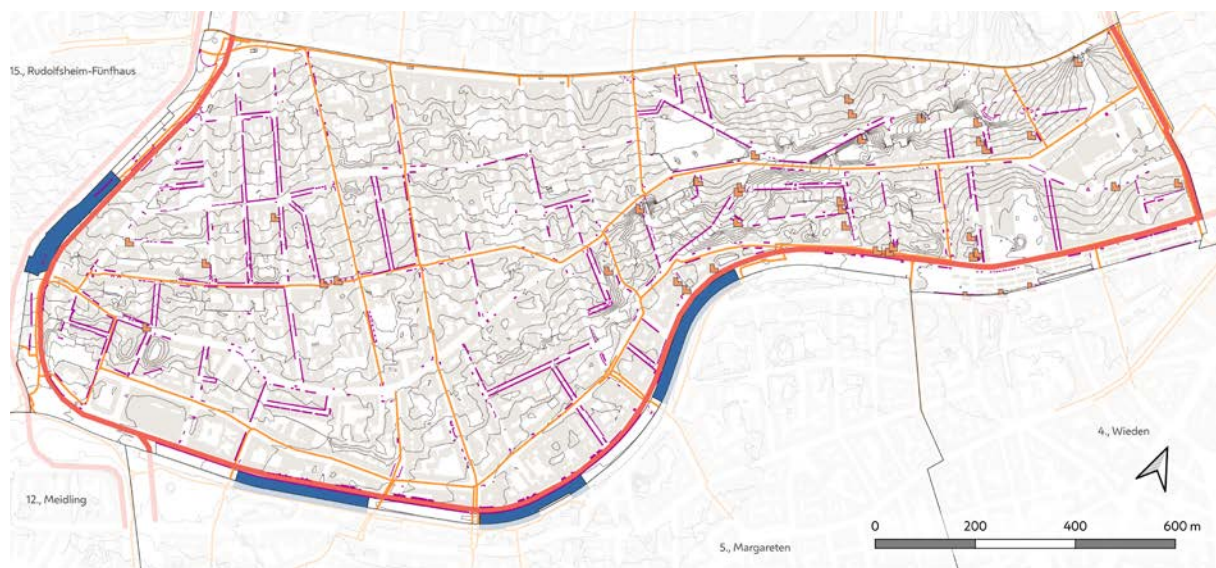 15., Rudolfsheim-Fünfhaus
4., Wieden
12., Meidling
5., Margareten
0 200 400 600 m